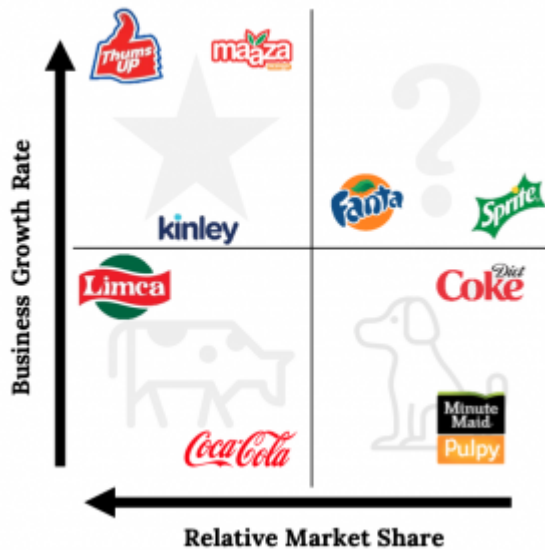 Thums
UP
maaza
?
Fanta
Sprite
kinley
Limca
Diet
Coke
Minute
Maid
Pulpy
Coca-Cola
Business Growth Rate
Relative Market Share